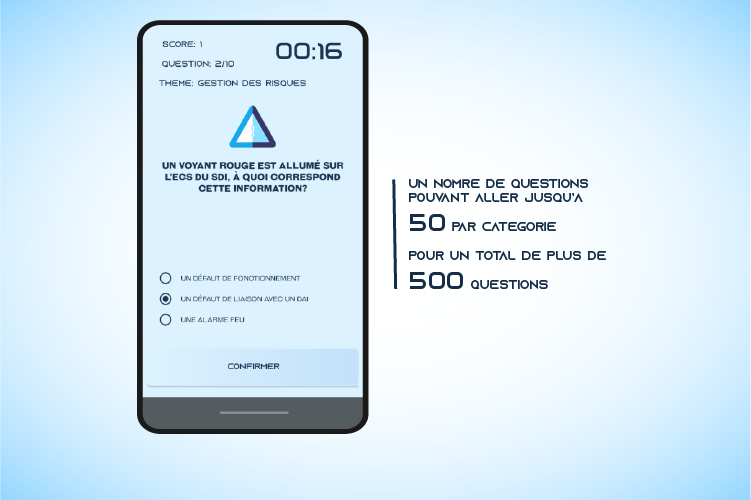 SCORE: 1
00:16
QUESTION: 2/10
THEME: GESTION DES RISQUES
UN VOYANT ROUGE EST ALLUMÉ SUR
L'ECS DU SDI, À QUOI CORRESPOND
CETTE INFORMATION?
UN DÉFAUT DE FONCTIONNEMENT
UN DÉFAUT DE LIAISON AVEC UN DAI
UNE ALARME FEU
CONFIRMER
UN NOMRE DE QUESTIONS
POUVANT ALLER JUSQU'A
50 PAR CATEGORIE
POUR UN TOTAL DE PLUS DE
500 QUESTIONS